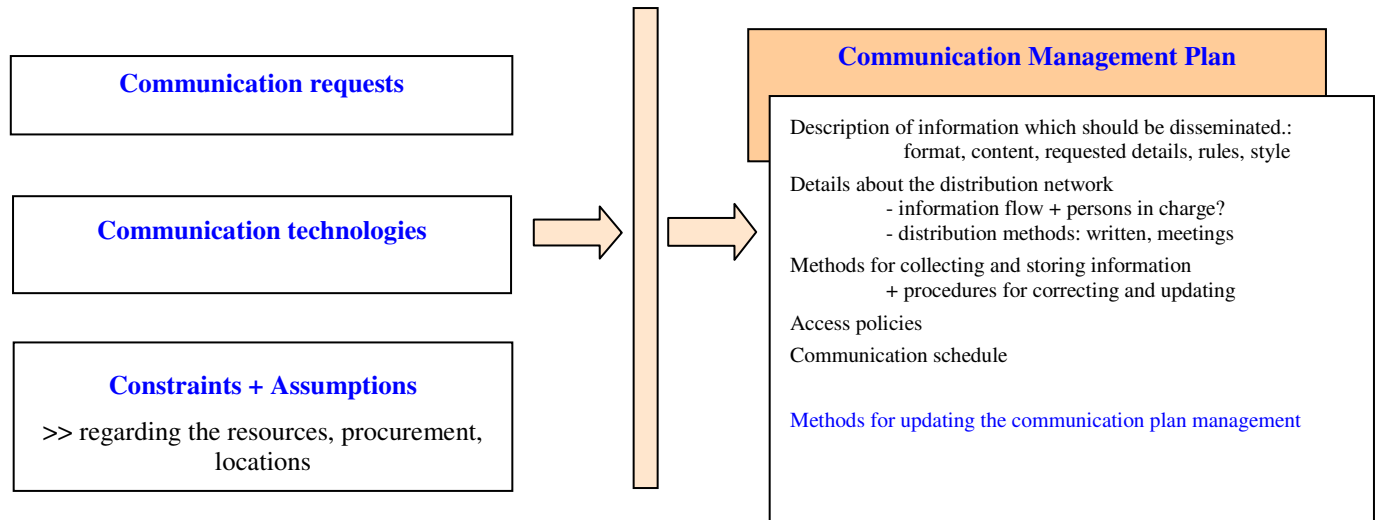 Communication requests
Communication technologies
Constraints + Assumptions
>> regarding the resources, procurement,
locations
Communication Management Plan
Description of information which should be disseminated.:
format, content, requested details, rules, style
Details about the distribution network
- information flow + persons in charge?
- distribution methods: written, meetings
Methods for collecting and storing information
+ procedures for correcting and updating
Access policies
Communication schedule
Methods for updating the communication plan management